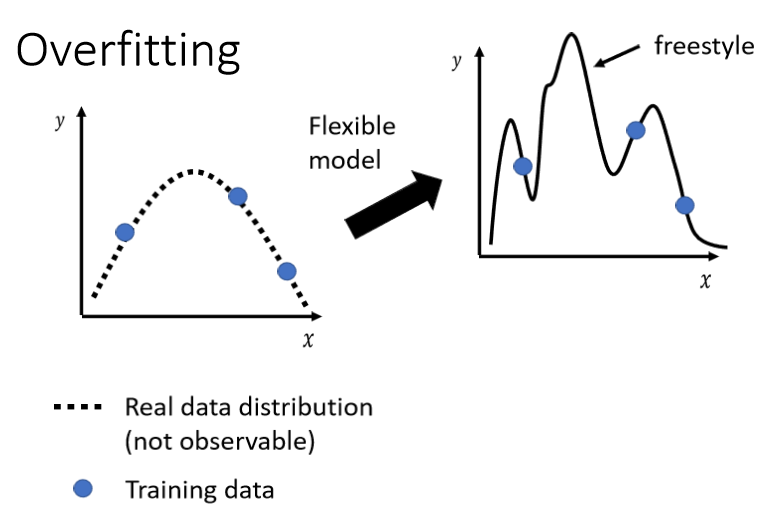 Overfitting
y
x
Flexible
model
y
freestyle
x
Real data distribution
(not observable)
Training data